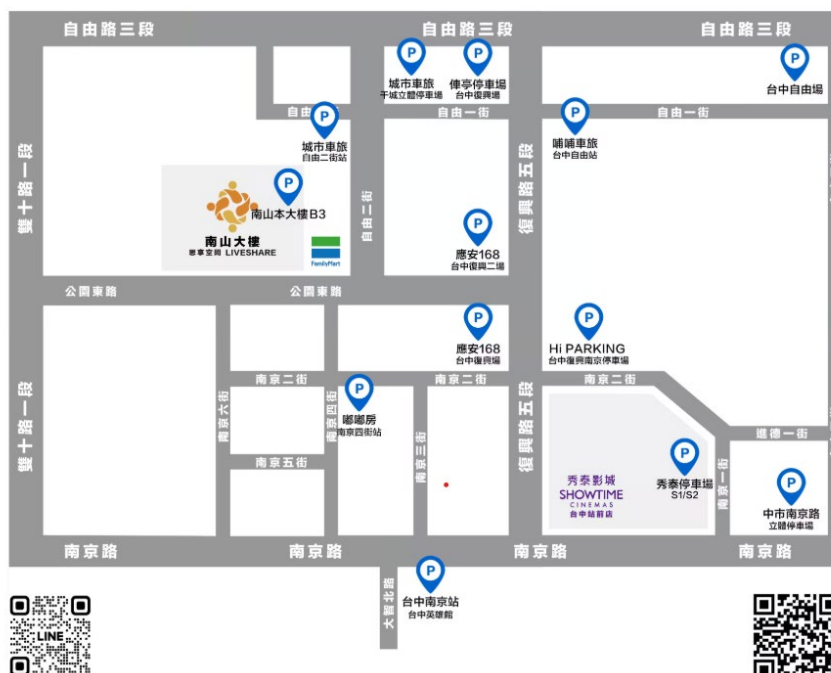 自由路三段
自由路三段
自由路三段
城市車旅
干城立體停車場
俥亭停車場
台中復興場
台中自由場
自由一街
自由一街
自由一街
城市車旅
自由二街站
哺哺車旅
台中自由站
雙十路一段
復興路五段
自由二街
南山本大樓B3
南山大樓
戀享空間 LIVESHARE
FamilyMart
應安168
台中復興二場
公園東路
公園東路
應安168
台中復興場
Hi PARKING
台中復興南京停車場
南京二街
南京二街
南京二街
雙十路一段
南京六街
南京四街
嘟嘟房
南京四街站
南京三街
復興路五段
進德一街
南京五街
秀泰影城
SHOWTIME
CINEMAS
台中站前店
秀泰停車場
S1/S2
南京一街
中市南京路
立體停車場
南京路
南京路
南京路
南京路
大智北路
台中南京站
台中英雄館
LINE